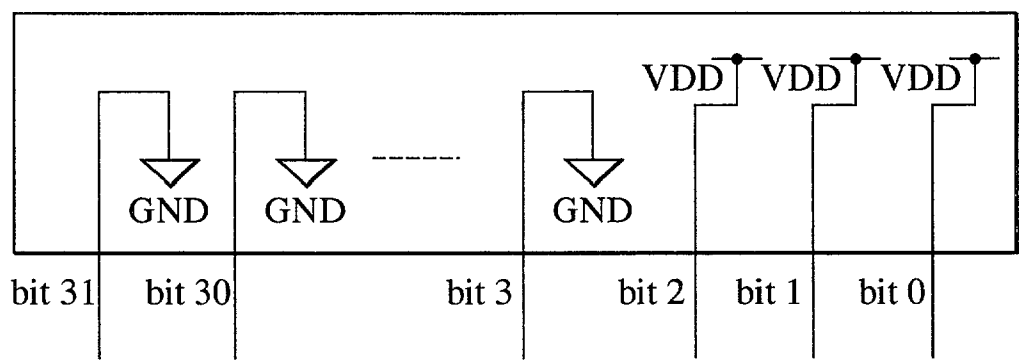 VDD VDD VDD
GND GND GND
bit 31 bit 30 bit 3 bit 2 bit 1 bit 0